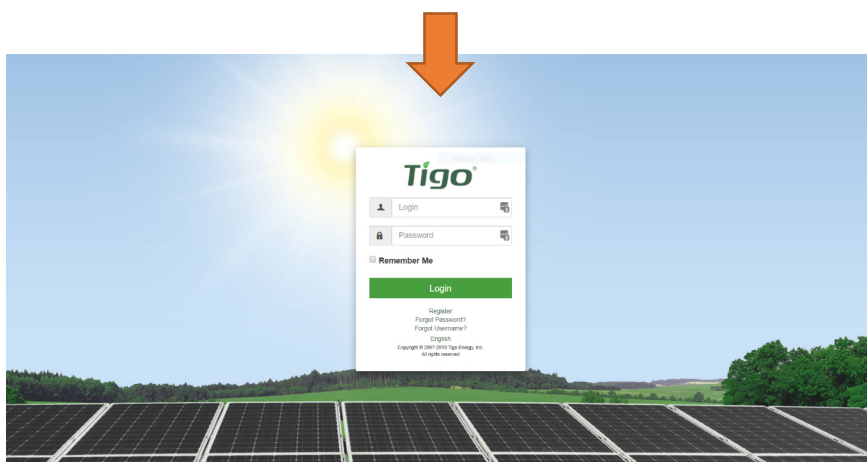 Tigo®
Login
Password
Remember Me
Login
Register
Forgot Password?
Forgot Username?
English
Copyright © 2007-2019 Tigo Energy, Inc.
All rights reserved